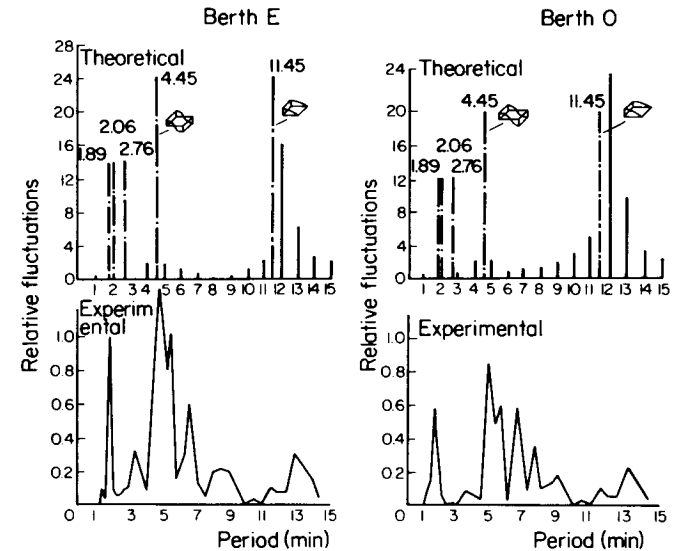 Berth E
Relative fluctuations
28
24
20
16
12
8
4
0
Theoretical
1.89
2.06
2.76
4.45
11.45
1 2 3 4 5 6 7 8 9 10 11 12 13 14 15
Experim
ental
1.0
0.8
0.6
0.4
0.2
0 1 3 5 7 9 11 13 15
Period (min)
Berth O
Relative fluctuations
24
20
16
12
8
4
0
Theoretical
1.89
2.06
2.76
4.45
11.45
1 2 3 4 5 6 7 8 9 10 11 12 13 14 15
Experimental
1.0
0.8
0.6
0.4
0.2
0 1 3 5 7 9 11 13 15
Period (min)